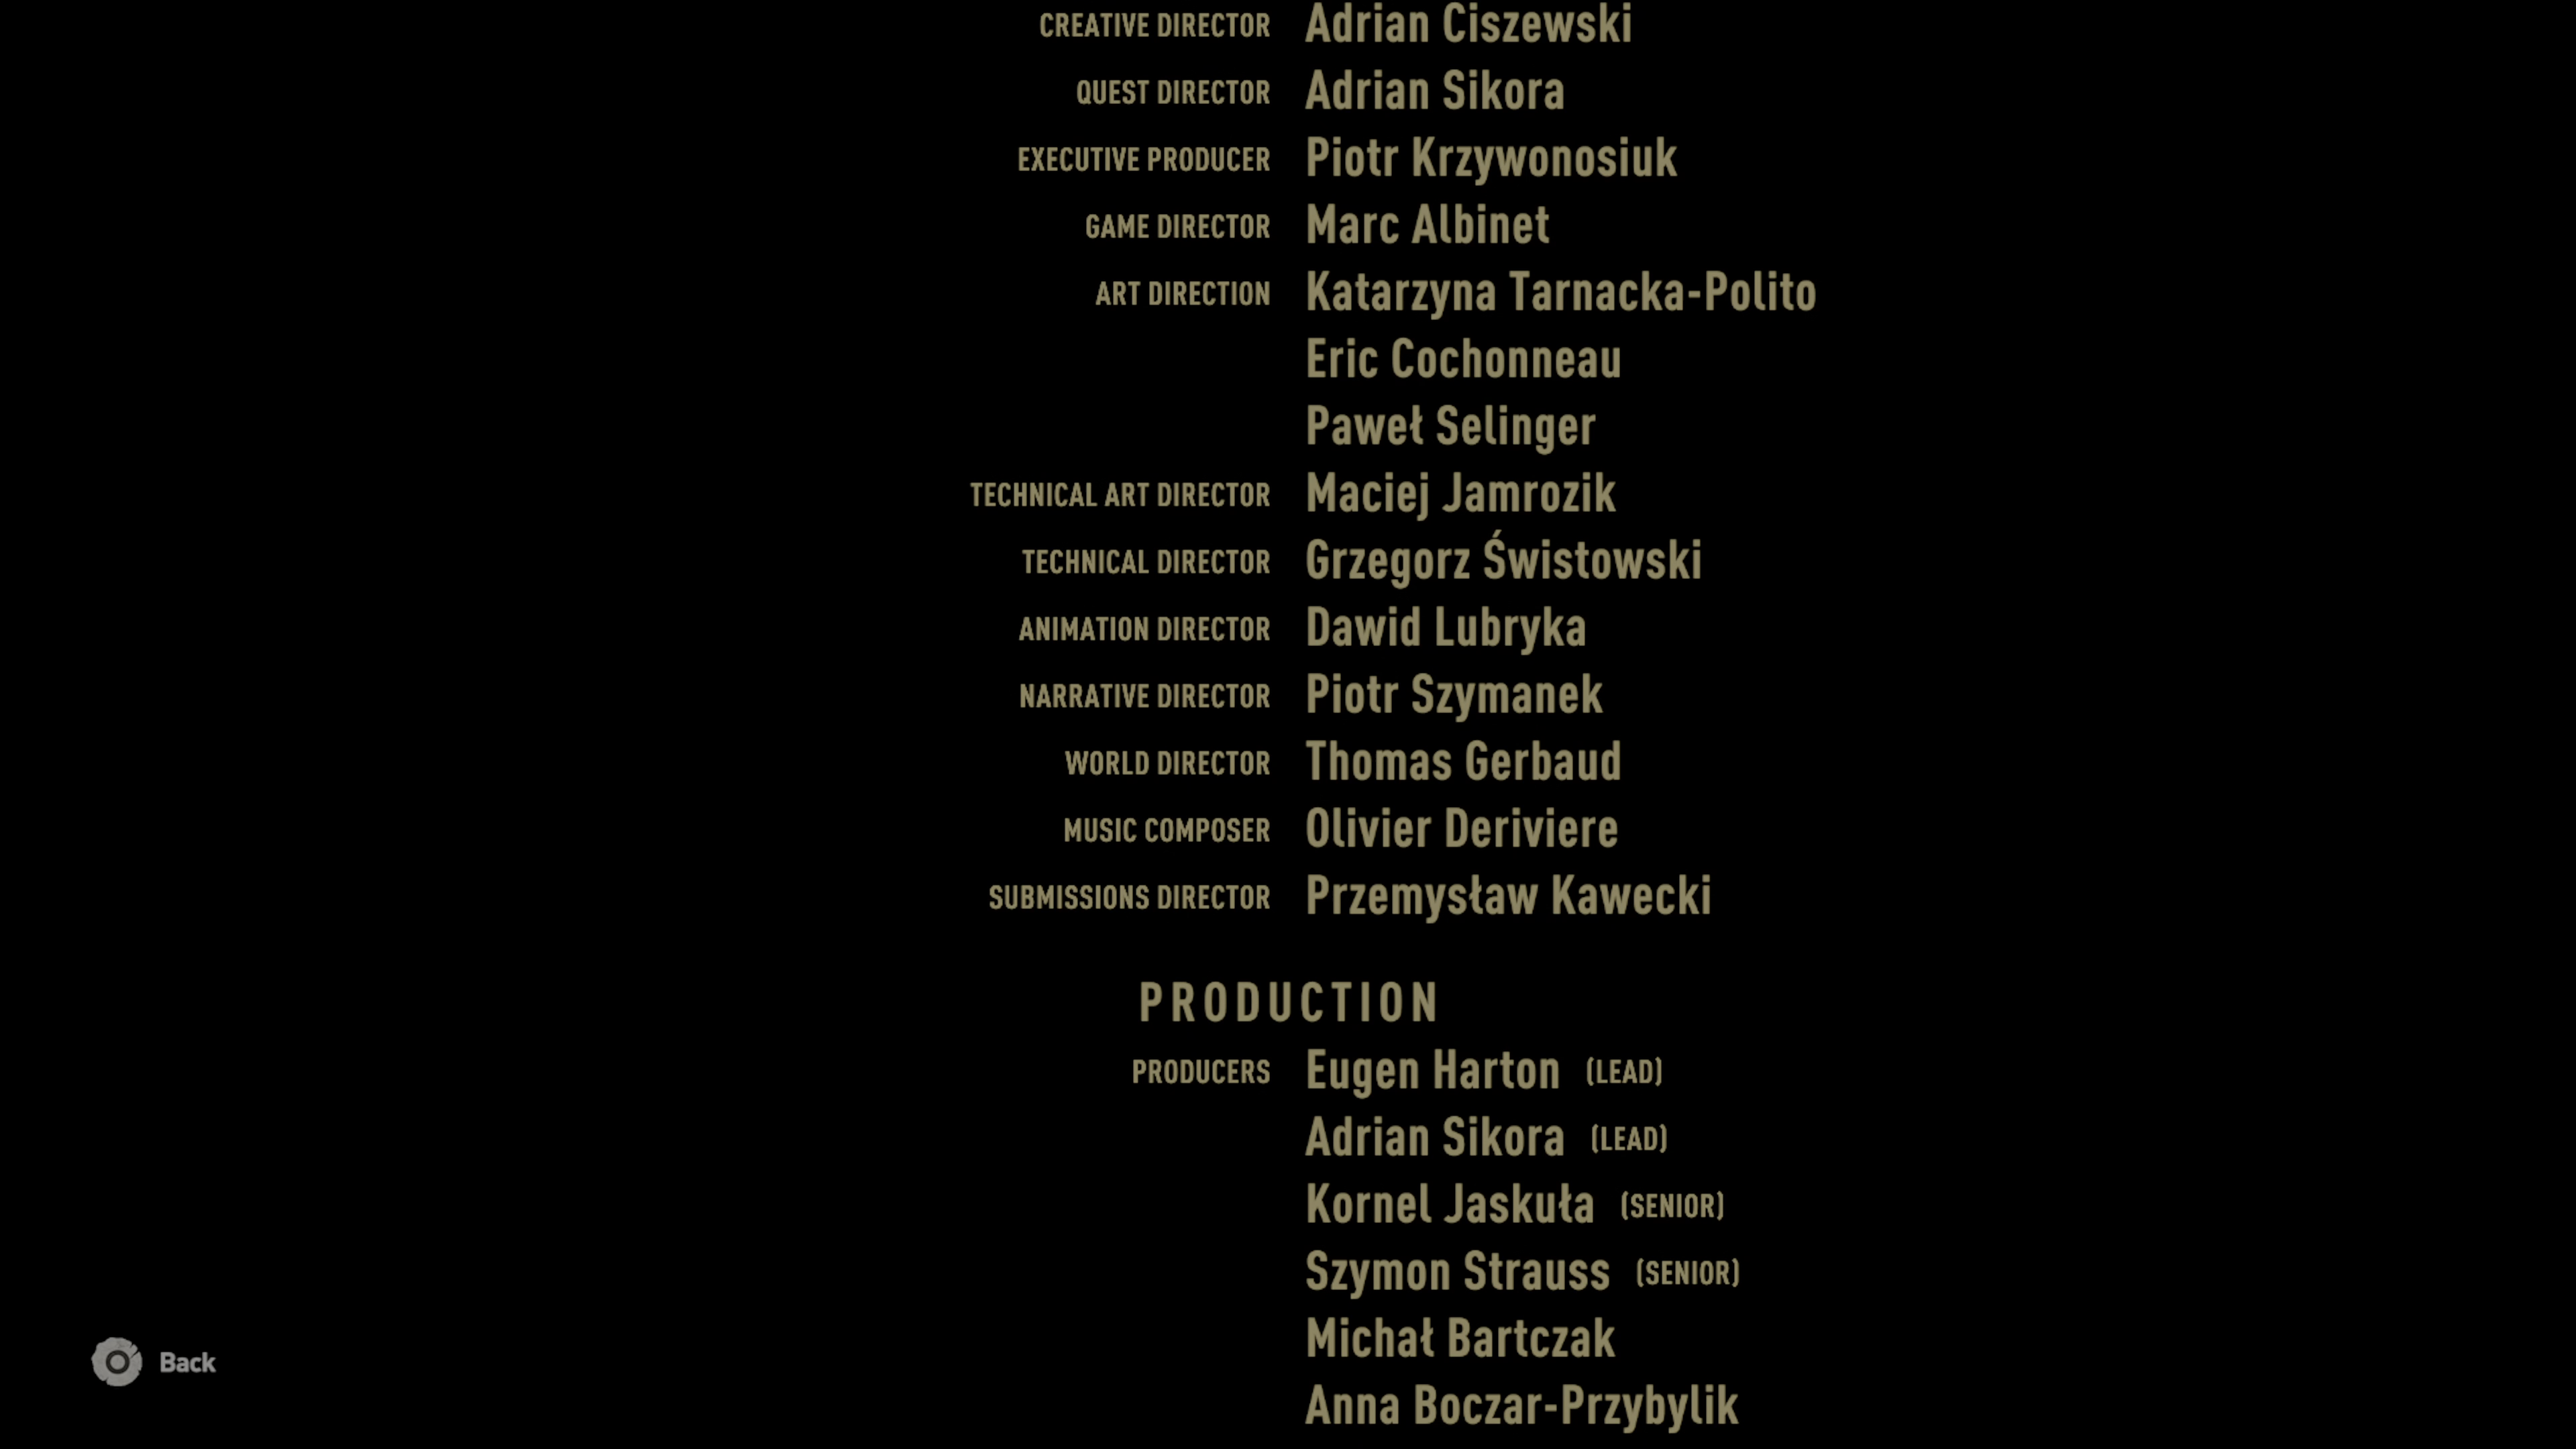 CREATIVE DIRECTOR Adrian Ciszewski
QUEST DIRECTOR Adrian Sikora
EXECUTIVE PRODUCER Piotr Krzywonosiuk
GAME DIRECTOR Marc Albinet
ART DIRECTION Katarzyna Tarnacka-Polito
Eric Cochonneau
Paweł Selinger
TECHNICAL ART DIRECTOR Maciej Jamrozik
TECHNICAL DIRECTOR Grzegorz Świstowski
ANIMATION DIRECTOR Dawid Lubryka
NARRATIVE DIRECTOR Piotr Szymanek
WORLD DIRECTOR Thomas Gerbaud
MUSIC COMPOSER Olivier Deriviere
SUBMISSIONS DIRECTOR Przemysław Kawecki
PRODUCTION
PRODUCERS Eugen Harton (LEAD)
Adrian Sikora (LEAD)
Kornel Jaskuła (SENIOR)
Szymon Strauss (SENIOR)
Michał Bartczak
Back
Anna Boczar-Przybylik